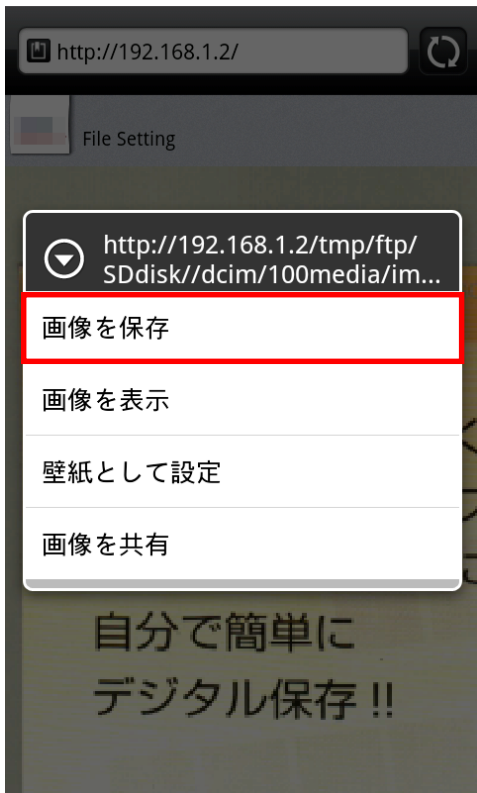 http://192.168.1.2/
File Setting
http://192.168.1.2/tmp/ftp/
SDdisk//dcim/100media/im...
画像を保存
画像を表示
壁紙として設定
画像を共有
自分で簡単に
デジタル保存 !!